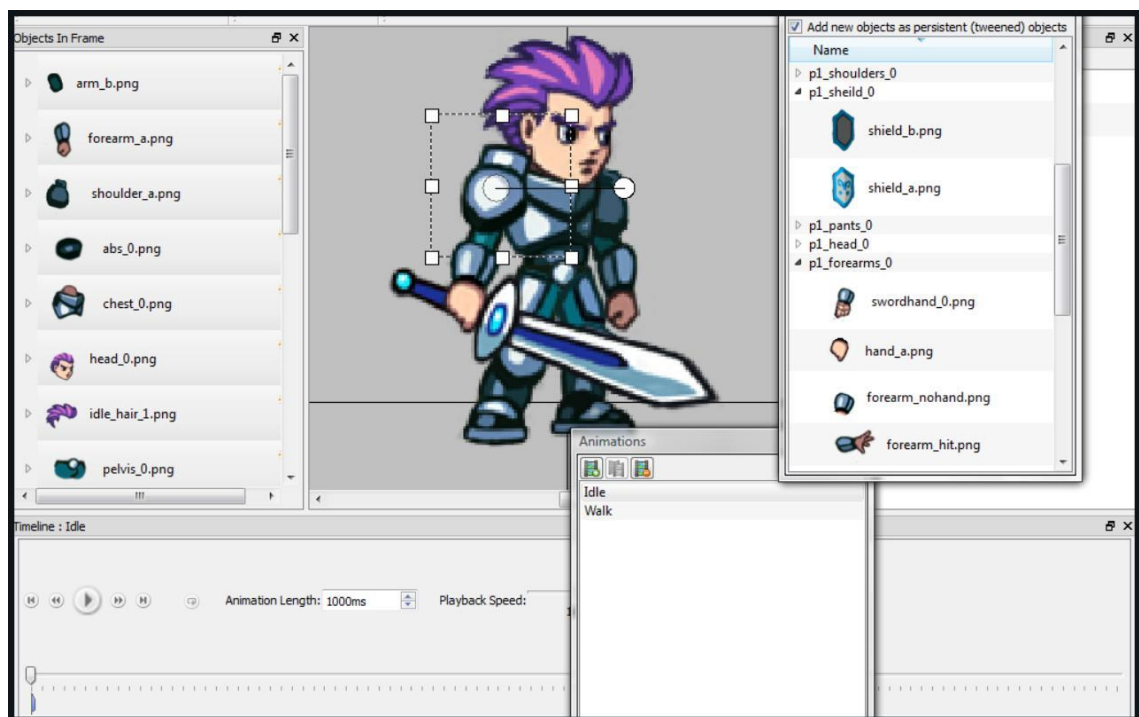 Objects In Frame
arm_b.png
forearm_a.png
shoulder_a.png
abs_0.png
chest_0.png
head_0.png
idle_hair_1.png
pelvis_0.png
Add new objects as persistent (tweened) objects
Name
p1_shoulders_0
p1_sheild_0
shield_b.png
shield_a.png
p1_pants_0
p1_head_0
p1_forearms_0
swordhand_0.png
hand_a.png
forearm_nohand.png
forearm_hit.png
Animations
Idle
Walk
Timeline : Idle
Animation Length: 1000ms
Playback Speed: